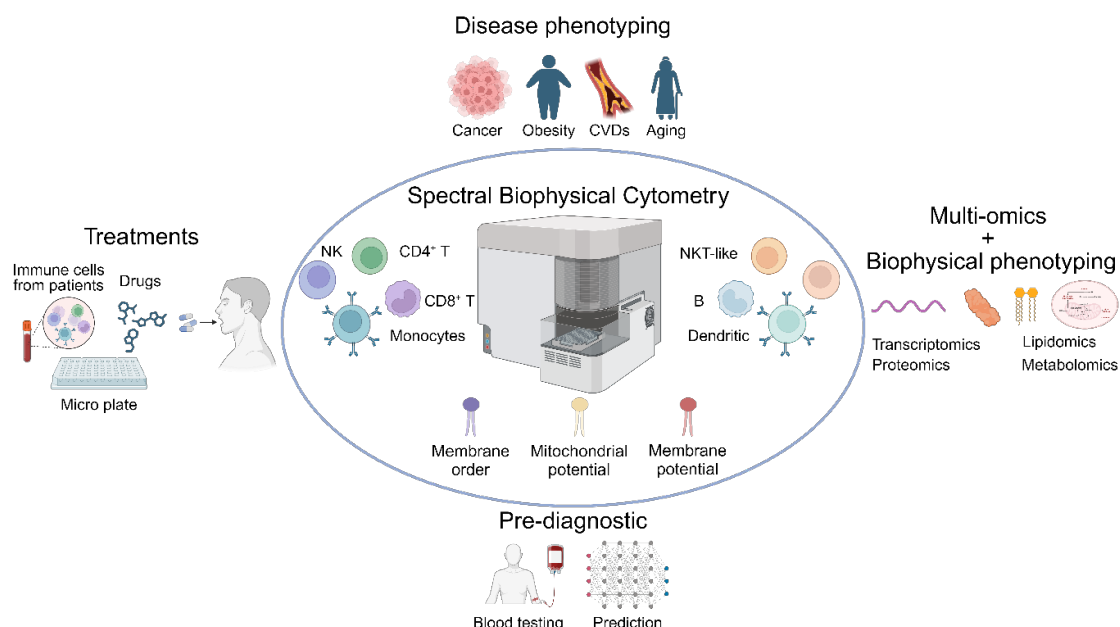 Disease phenotyping
Cancer
Obesity
CVDs
Aging
Spectral Biophysical Cytometry
NK
CD4⁺ T
CD8⁺ T
Monocytes
NKT-like
B
Dendritic
Membrane
order
Mitochondrial
potential
Membrane
potential
Treatments
Immune cells
from patients
Drugs
Micro plate
Multi-omics
+
Biophysical phenotyping
Transcriptomics
Proteomics
Lipidomics
Metabolomics
Pre-diagnostic
Blood testing
Prediction